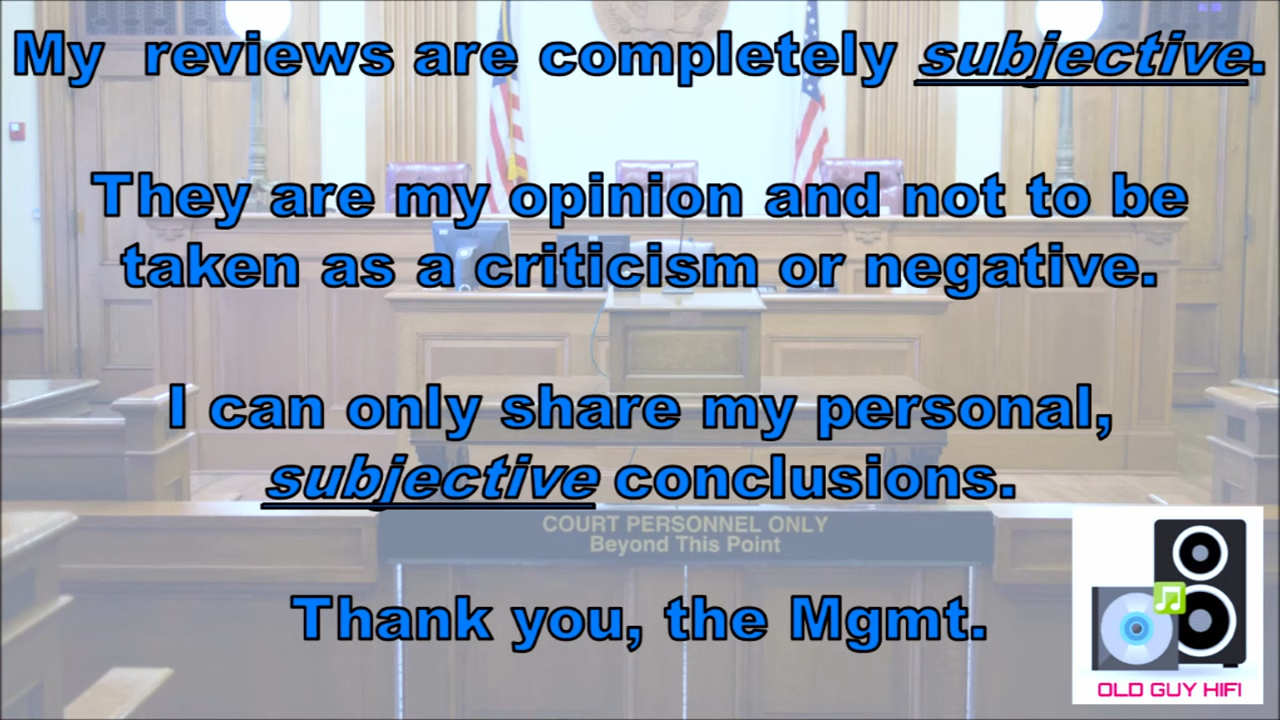 My  reviews are completely subjective.
They are my opinion and not to be
taken as a criticism or negative.
I can only share my personal,
subjective conclusions.
COURT PERSONNEL ONLY
Beyond This Point
Thank you, the Mgmt.
OLD GUY HIFI